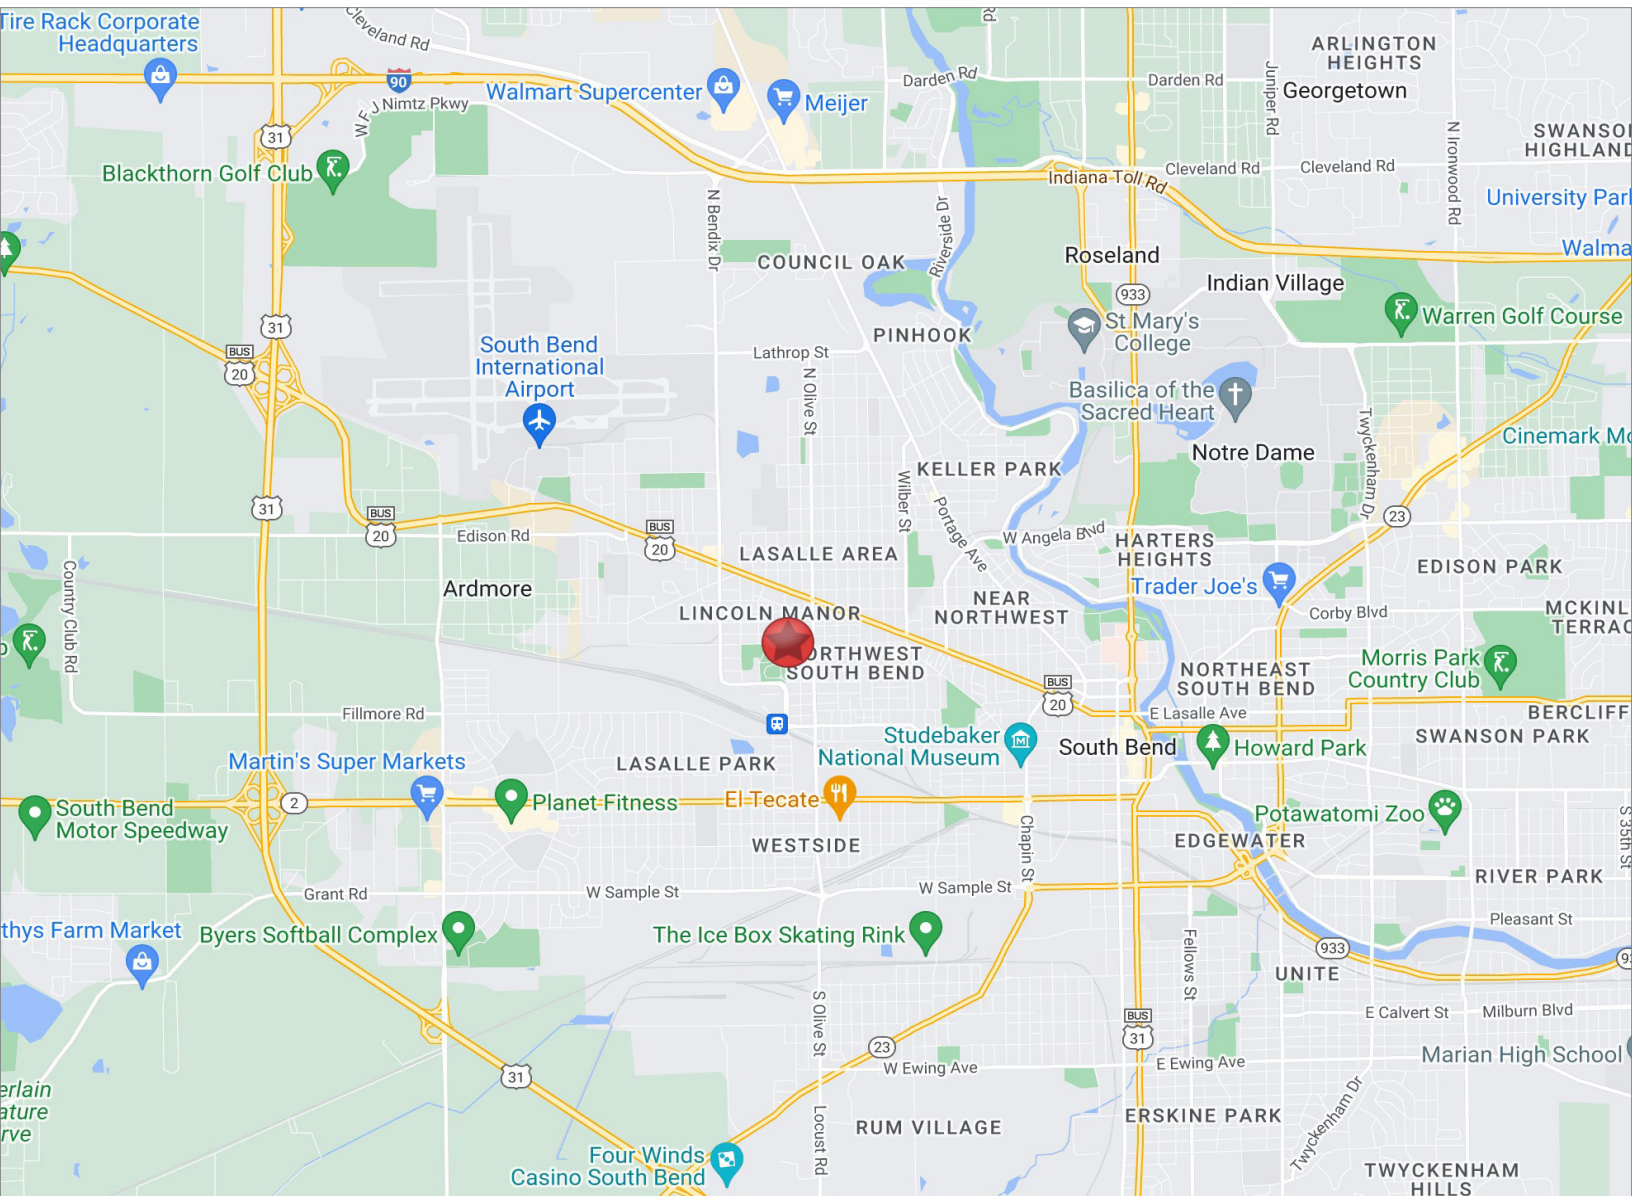 Tire Rack Corporate
Headquarters
Cleveland Rd
90
W F J Nimtz Pkwy
Walmart Supercenter
Meijer
Darden Rd
Rd
Darden Rd
Juniper Rd
ARLINGTON
HEIGHTS
Georgetown
N Ironwood Rd
SWANSO
HIGHLAND
31
Blackthorn Golf Club
Indiana Toll Rd
Cleveland Rd
Cleveland Rd
University Par
Walma
N Bendix Dr
Riverside Dr
COUNCIL OAK
Roseland
Indian Village
933
PINHOOK
St Mary's
College
Warren Golf Course
31
BUS
20
South Bend
International
Airport
Lathrop St
N Olive St
Basilica of the
Sacred Heart
Notre Dame
Twyckenham Dr
Cinemark Mo
KELLER PARK
Wilber St
Portage Ave
31
BUS
20
Edison Rd
BUS
20
W Angela Blvd
23
HARTERS
HEIGHTS
LASALLE AREA
Country Club Rd
Ardmore
Trader Joe's
EDISON PARK
LINCOLN MANOR
NEAR
NORTHWEST
Corby Blvd
MCKINL
TERRAC
ORTHWEST
SOUTH BEND
NORTHEAST
SOUTH BEND
Morris Park
Country Club
BUS
20
Fillmore Rd
E Lasalle Ave
BERCLIFF
SWANSON PARK
Studebaker
National Museum
South Bend
Howard Park
Martin's Super Markets
LASALLE PARK
2
Planet Fitness
El Tecate
South Bend
Motor Speedway
Potawatomi Zoo
S 35th St
WESTSIDE
Chapin St
EDGEWATER
RIVER PARK
Grant Rd
W Sample St
W Sample St
Pleasant St
thys Farm Market
Byers Softball Complex
The Ice Box Skating Rink
Fellows St
933
93
UNITE
S Olive St
BUS
31
E Calvert St
Milburn Blvd
23
W Ewing Ave
E Ewing Ave
Marian High School
31
erlain
ature
rve
Locust Rd
RUM VILLAGE
ERSKINE PARK
Twyckenham Dr
Four Winds
Casino South Bend
TWYCKENHAM
HILLS